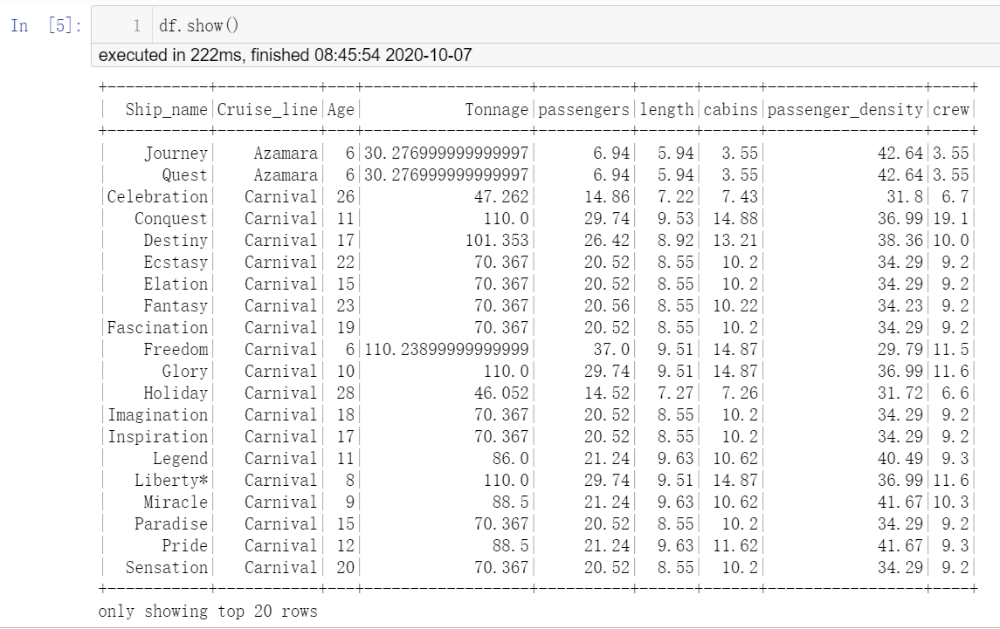 In [5]: 1 df.show()
executed in 222ms, finished 08:45:54 2020-10-07
+-----------+-----------+---+------------------+----------+------+------+-----------------+----+
|  Ship_name|Cruise_line|Age|           Tonnage|passengers|length|cabins|passenger_density|crew|
+-----------+-----------+---+------------------+----------+------+------+-----------------+----+
|    Journey|    Azamara|  6|30.276999999999997|      6.94|  5.94|  3.55|            42.64|3.55|
|      Quest|    Azamara|  6|30.276999999999997|      6.94|  5.94|  3.55|            42.64|3.55|
|Celebration|   Carnival| 26|            47.262|     14.86|  7.22|  7.43|             31.8| 6.7|
|   Conquest|   Carnival| 11|             110.0|     29.74|  9.53| 14.88|            36.99|19.1|
|    Destiny|   Carnival| 17|           101.353|     26.42|  8.92| 13.21|            38.36|10.0|
|    Ecstasy|   Carnival| 22|            70.367|     20.52|  8.55|  10.2|            34.29| 9.2|
|    Elation|   Carnival| 15|            70.367|     20.52|  8.55|  10.2|            34.29| 9.2|
|    Fantasy|   Carnival| 23|            70.367|     20.56|  8.55| 10.22|            34.23| 9.2|
|Fascination|   Carnival| 19|            70.367|     20.52|  8.55|  10.2|            34.29| 9.2|
|    Freedom|   Carnival|  6|110.23899999999999|      37.0|  9.51| 14.87|            29.79|11.5|
|      Glory|   Carnival| 10|             110.0|     29.74|  9.51| 14.87|            36.99|11.6|
|    Holiday|   Carnival| 28|            46.052|     14.52|  7.27|  7.26|            31.72| 6.6|
|Imagination|   Carnival| 18|            70.367|     20.52|  8.55|  10.2|            34.29| 9.2|
|Inspiration|   Carnival| 17|            70.367|     20.52|  8.55|  10.2|            34.29| 9.2|
|     Legend|   Carnival| 11|              86.0|     21.24|  9.63| 10.62|            40.49| 9.3|
|   Liberty*|   Carnival|  8|             110.0|     29.74|  9.51| 14.87|            36.99|11.6|
|    Miracle|   Carnival|  9|              88.5|     21.24|  9.63| 10.62|            41.67|10.3|
|   Paradise|   Carnival| 15|            70.367|     20.52|  8.55|  10.2|            34.29| 9.2|
|      Pride|   Carnival| 12|              88.5|     21.24|  9.63| 11.62|            41.67| 9.3|
|  Sensation|   Carnival| 20|            70.367|     20.52|  8.55|  10.2|            34.29| 9.2|
+-----------+-----------+---+------------------+----------+------+------+-----------------+----+
only showing top 20 rows